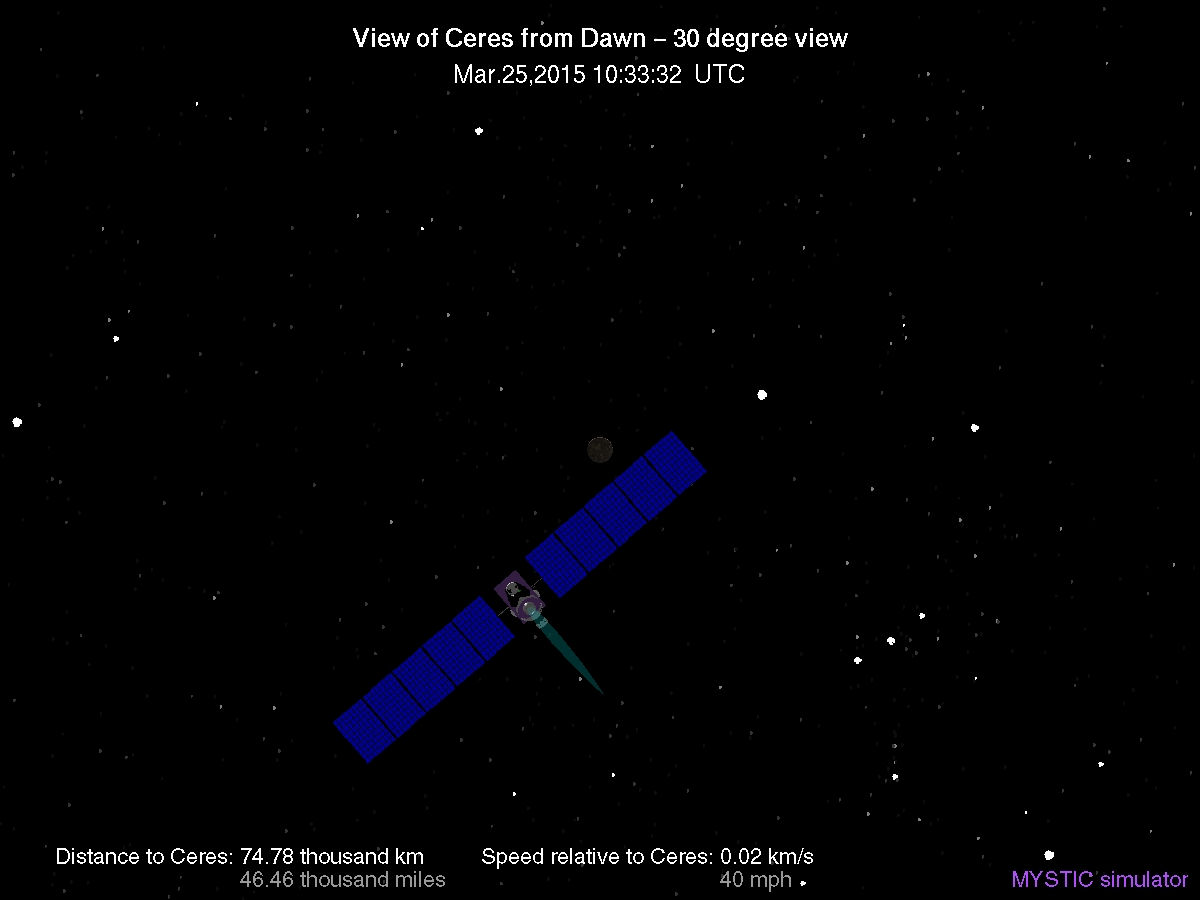 View of Ceres from Dawn – 30 degree view
Mar.25,2015 10:33:32 UTC
Distance to Ceres: 74.78 thousand km
46.46 thousand miles
Speed relative to Ceres: 0.02 km/s
40 mph
MYSTIC simulator